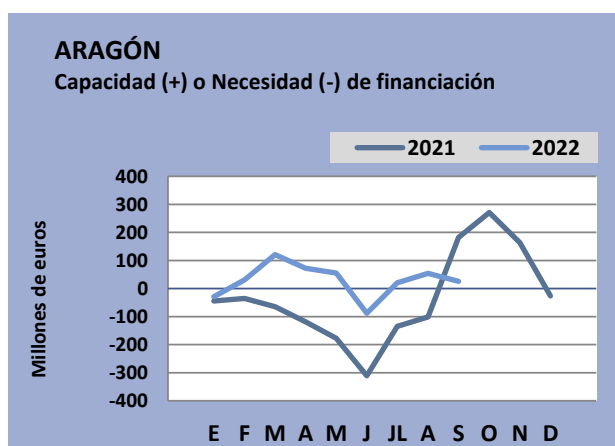 ARAGÓN
Capacidad (+) o Necesidad (-) de financiación
2021 2022
Millones de euros
400
300
200
100
0
-100
-200
-300
-400
E F M A M J JL A S O N D